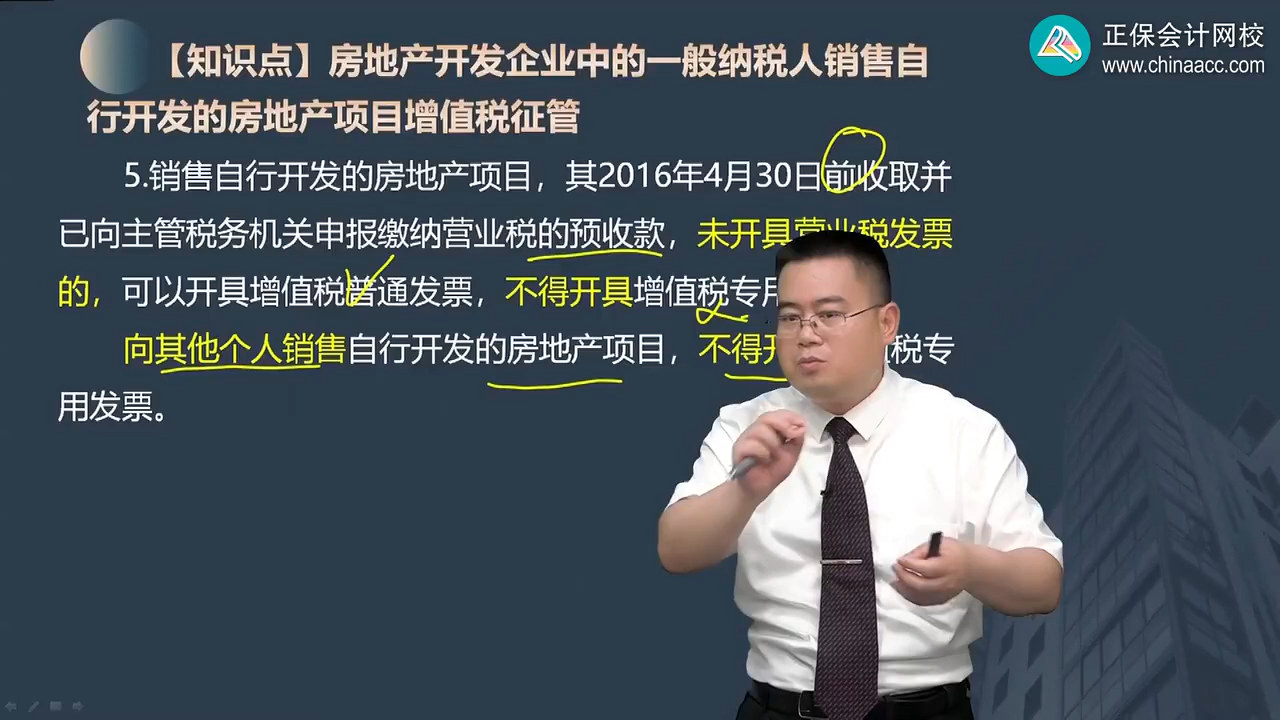 正保会计网校
www.chinaacc.com
【知识点】房地产开发企业中的一般纳税人销售自
行开发的房地产项目增值税征管
5.销售自行开发的房地产项目，其2016年4月30日前收取并
已向主管税务机关申报缴纳营业税的预收款，未开具营业税发票
的，可以开具增值税普通发票，不得开具增值税专用
向其他个人销售自行开发的房地产项目，不得开 税专
用发票。